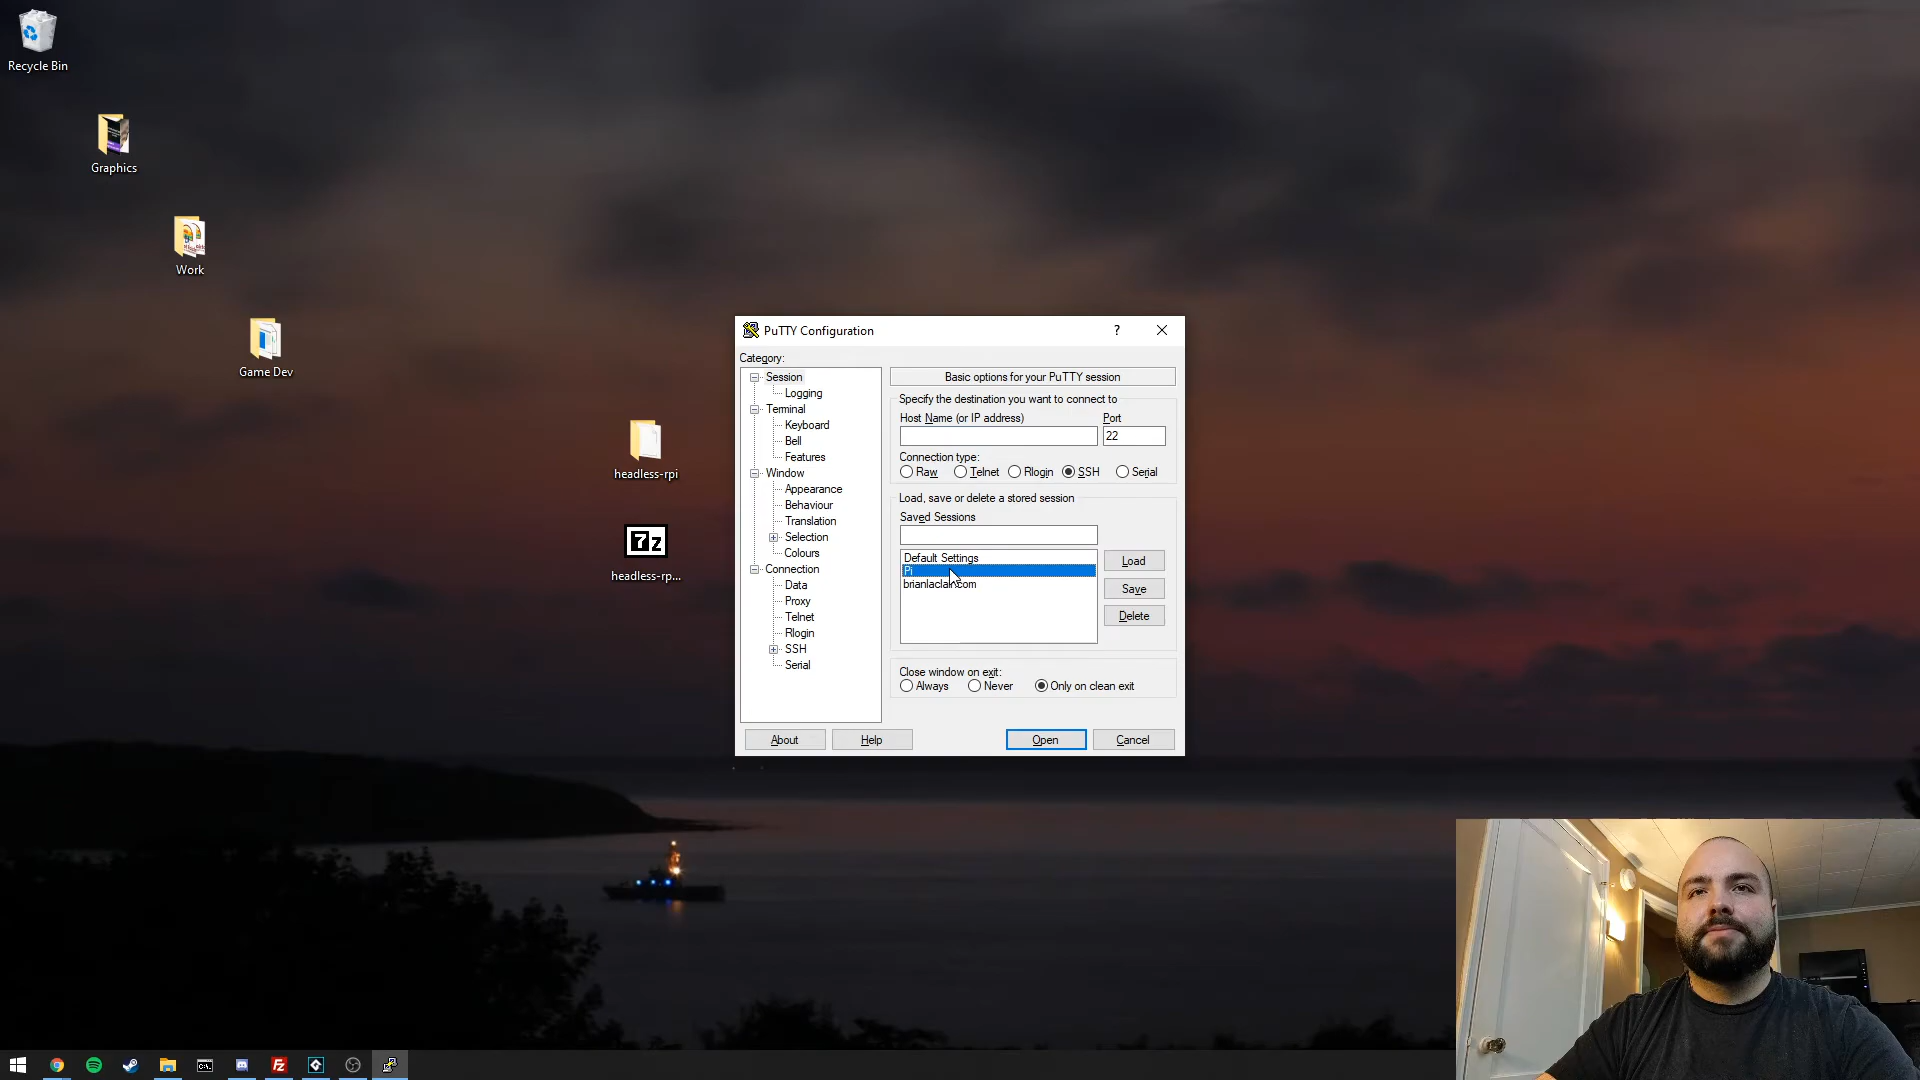 Recycle Bin
Graphics
Work
Game Dev
headless-rpi
7z
headless-rp...
PuTTY Configuration
?
Category:
Session
Logging
Terminal
Keyboard
Bell
Features
Window
Appearance
Behaviour
Translation
Selection
Colours
Connection
Data
Proxy
Telnet
Rlogin
SSH
Serial
Basic options for your PuTTY session
Specify the destination you want to connect to
Host Name (or IP address) Port
22
Connection type:
Raw Telnet Rlogin SSH Serial
Load, save or delete a stored session
Saved Sessions
Default Settings
Pi
brianlaclair.com
Load
Save
Delete
Close window on exit:
Always Never Only on clean exit
About Help Open Cancel
Fz